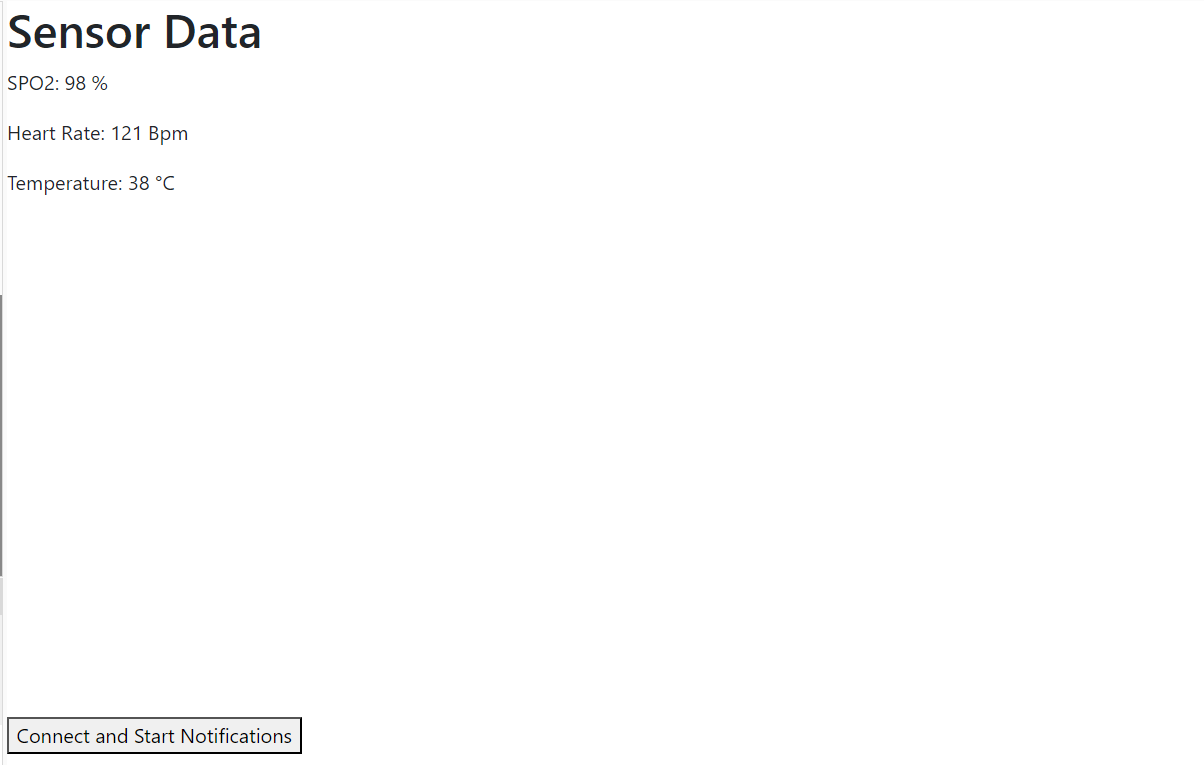 Sensor Data
SPO2: 98 %
Heart Rate: 121 Bpm
Temperature: 38 °C
Connect and Start Notifications